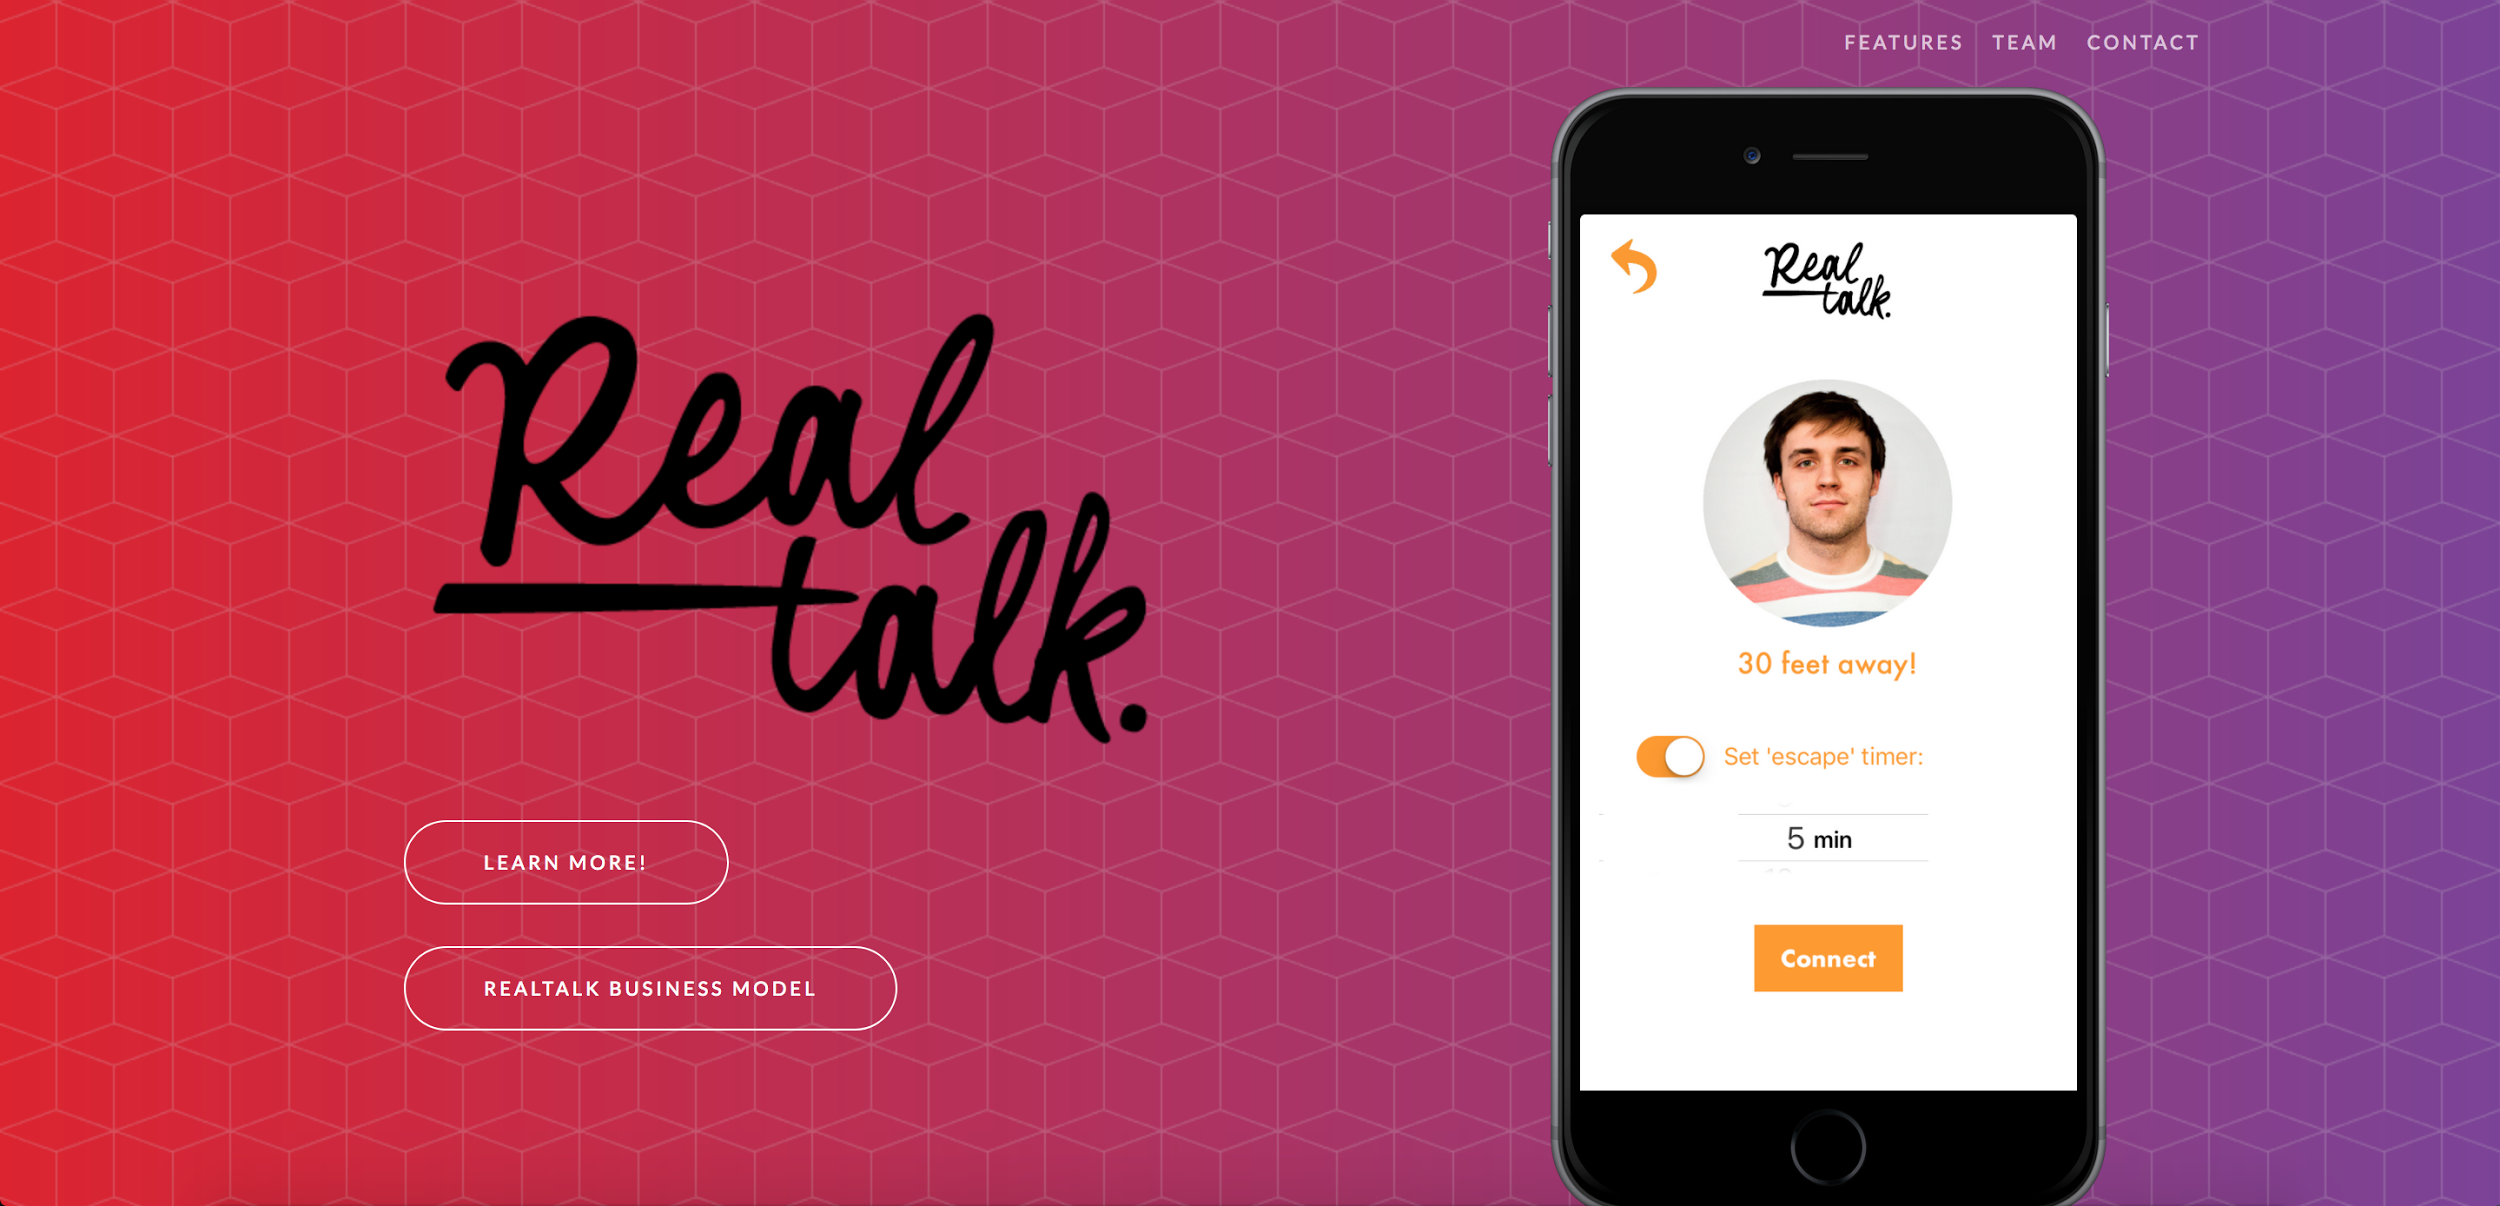 FEATURES TEAM CONTACT
Real
talk.
LEARN MORE!
REALTALK BUSINESS MODEL
Real
talk.
30 feet away!
Set 'escape' timer:
5 min
Connect